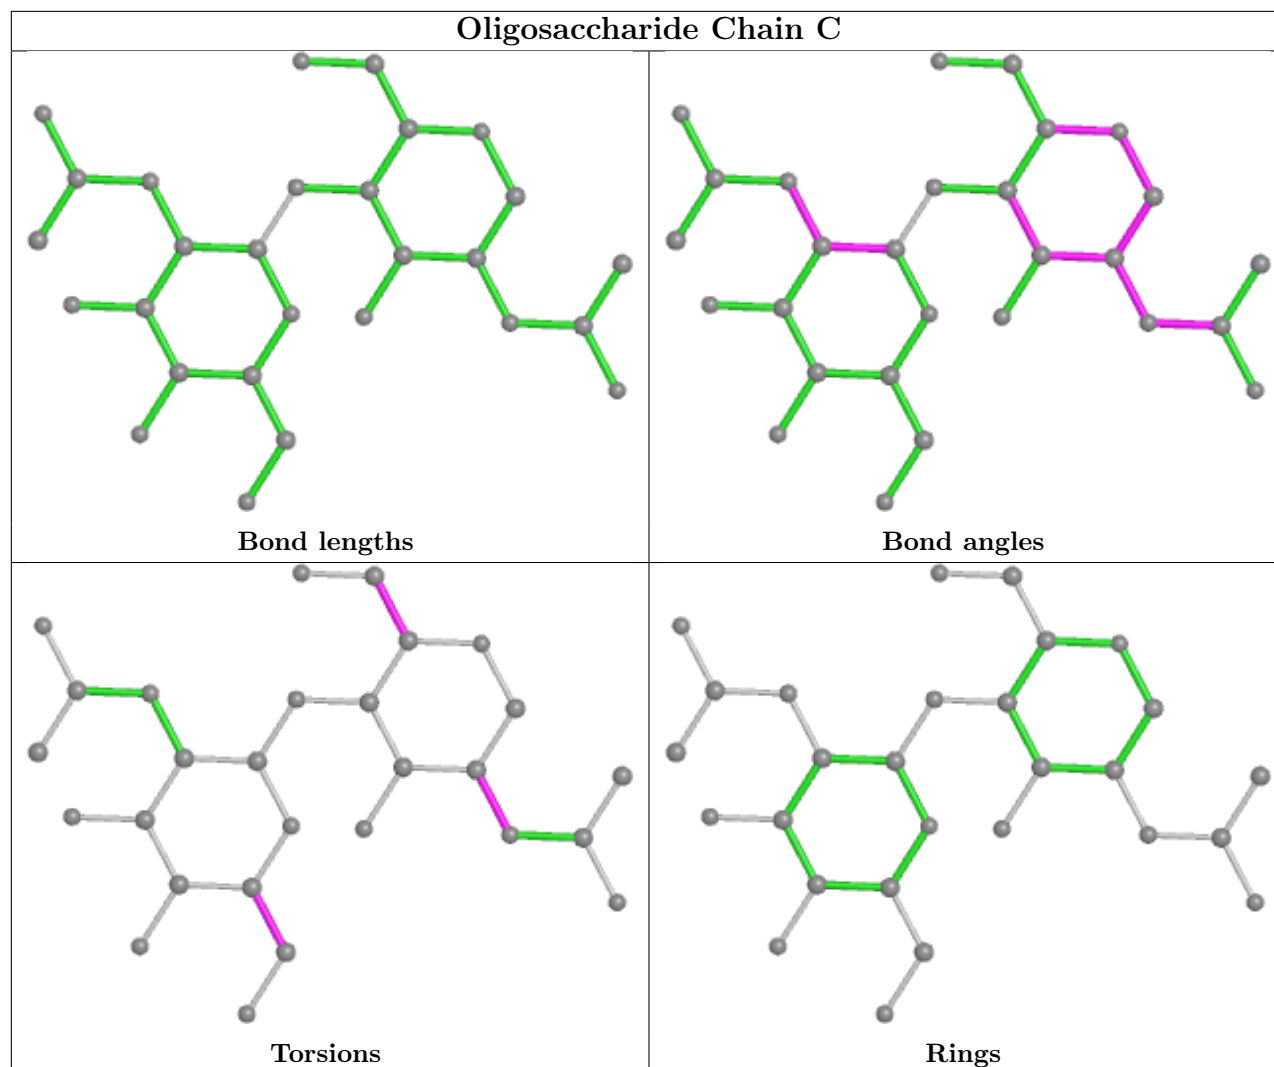 Oligosaccharide Chain C
Bond lengths
Bond angles
Torsions
Rings